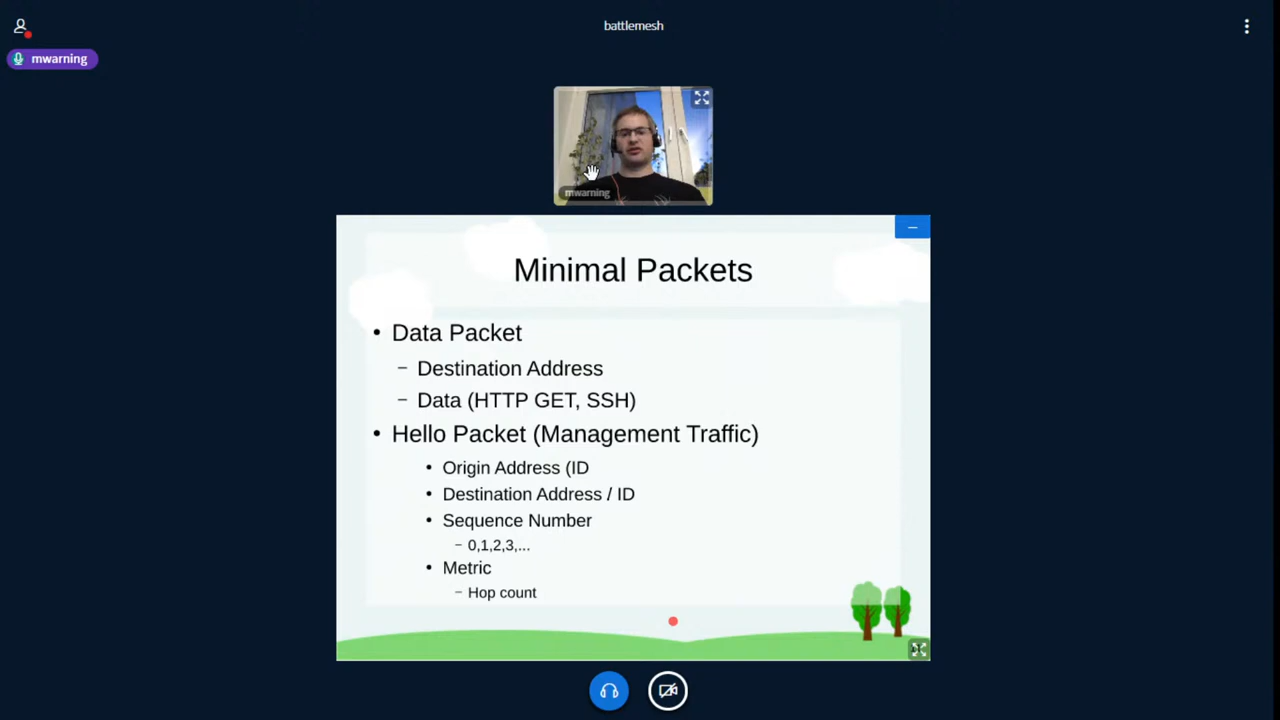 battlemesh
mwarning
mwarning
Minimal Packets
• Data Packet
– Destination Address
– Data (HTTP GET, SSH)
• Hello Packet (Management Traffic)
• Origin Address (ID
• Destination Address / ID
• Sequence Number
– 0,1,2,3,...
• Metric
– Hop count